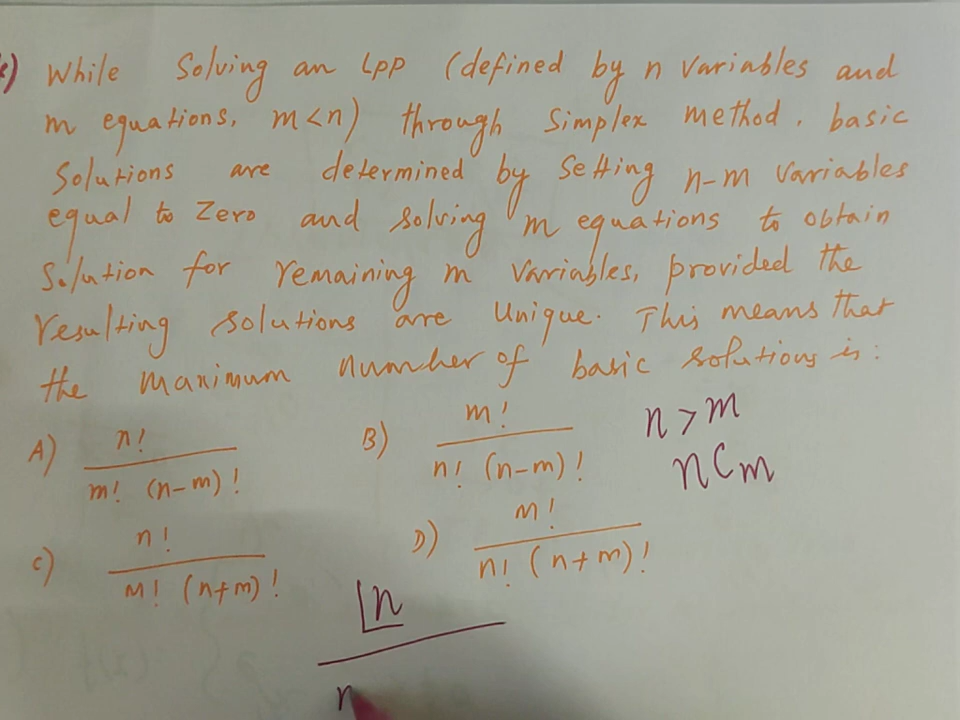 While Solving an LPP (defined by n variables and
m equations, m<n) through Simplex method, basic
Solutions are determined by Setting n-m variables
equal to Zero and solving m equations to obtain
Solution for remaining m variables, provided the
resulting solutions are Unique. This means that
the maximum number of basic solutions is:
A) n! / m! (n-m)! B) m! / n! (n-m)! n>m
nCm
C) n! / m! (n+m)! D) m! / n! (n+m)!
⌊n